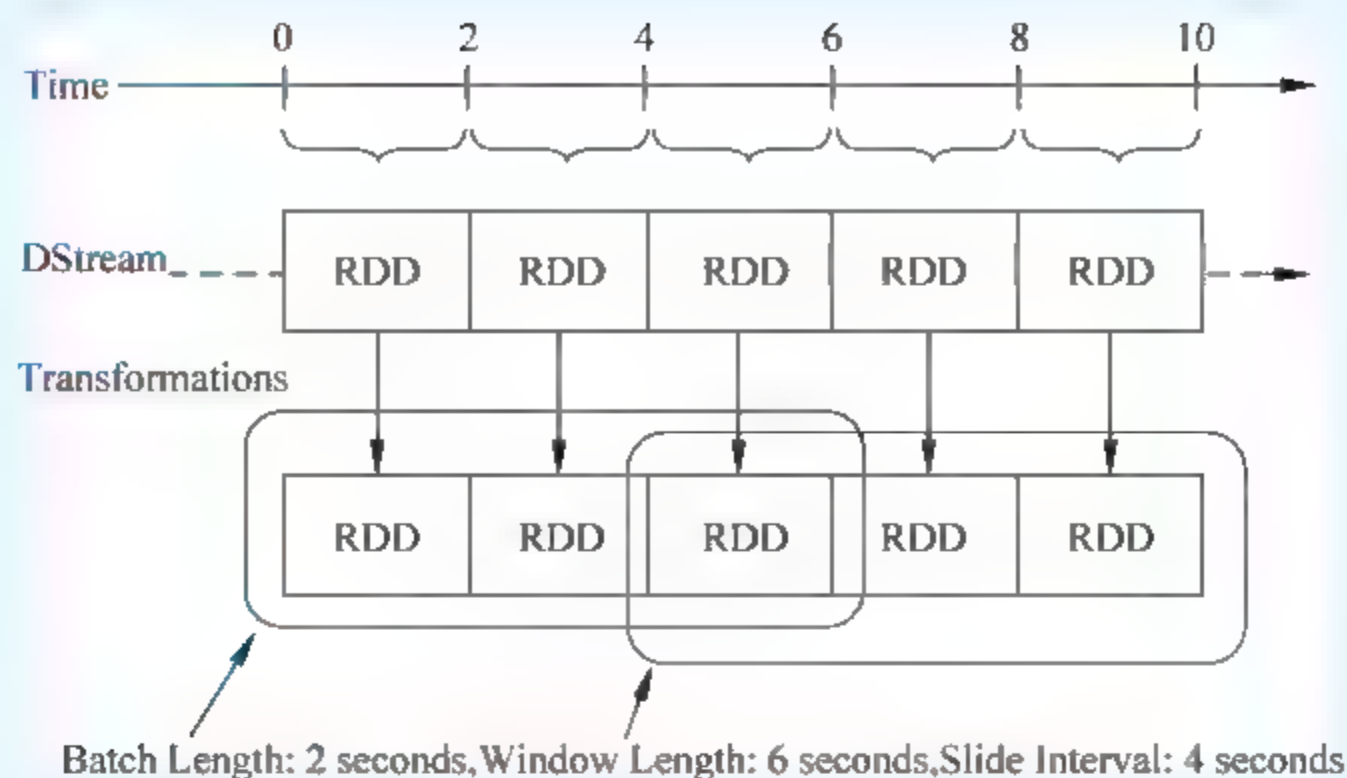 0 2 4 6 8 10
Time
DStream
RDD RDD RDD RDD RDD
Transformations
RDD RDD RDD RDD RDD
Batch Length: 2 seconds,Window Length: 6 seconds,Slide Interval: 4 seconds